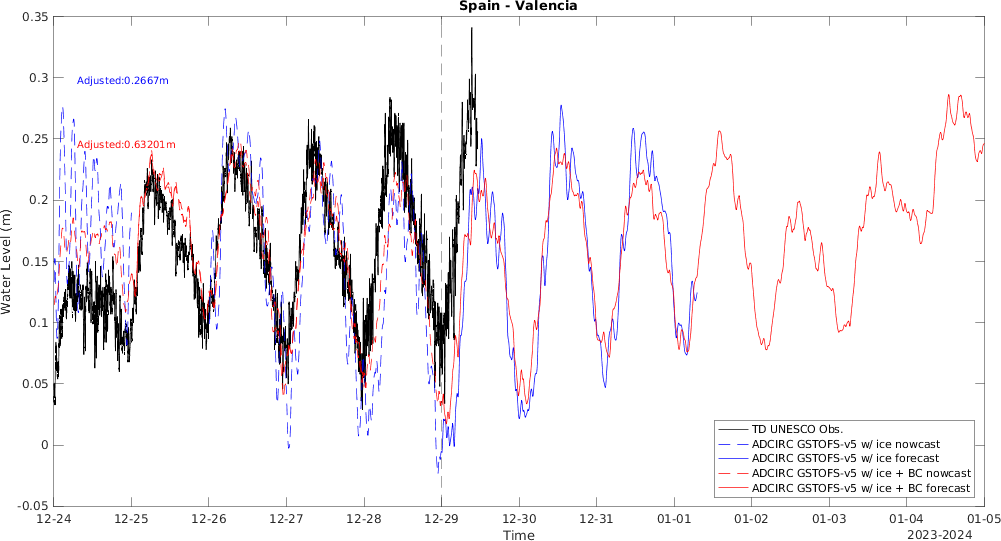 Spain - Valencia
0.35
0.3
0.25
0.2
0.15
0.1
0.05
0
-0.05
Water Level (m)
Adjusted:0.2667m
Adjusted:0.63201m
TD UNESCO Obs.
ADCIRC GSTOFS-v5 w/ ice nowcast
ADCIRC GSTOFS-v5 w/ ice forecast
ADCIRC GSTOFS-v5 w/ ice + BC nowcast
ADCIRC GSTOFS-v5 w/ ice + BC forecast
12-24 12-25 12-26 12-27 12-28 12-29 12-30 12-31 01-01 01-02 01-03 01-04 01-05
Time
2023-2024